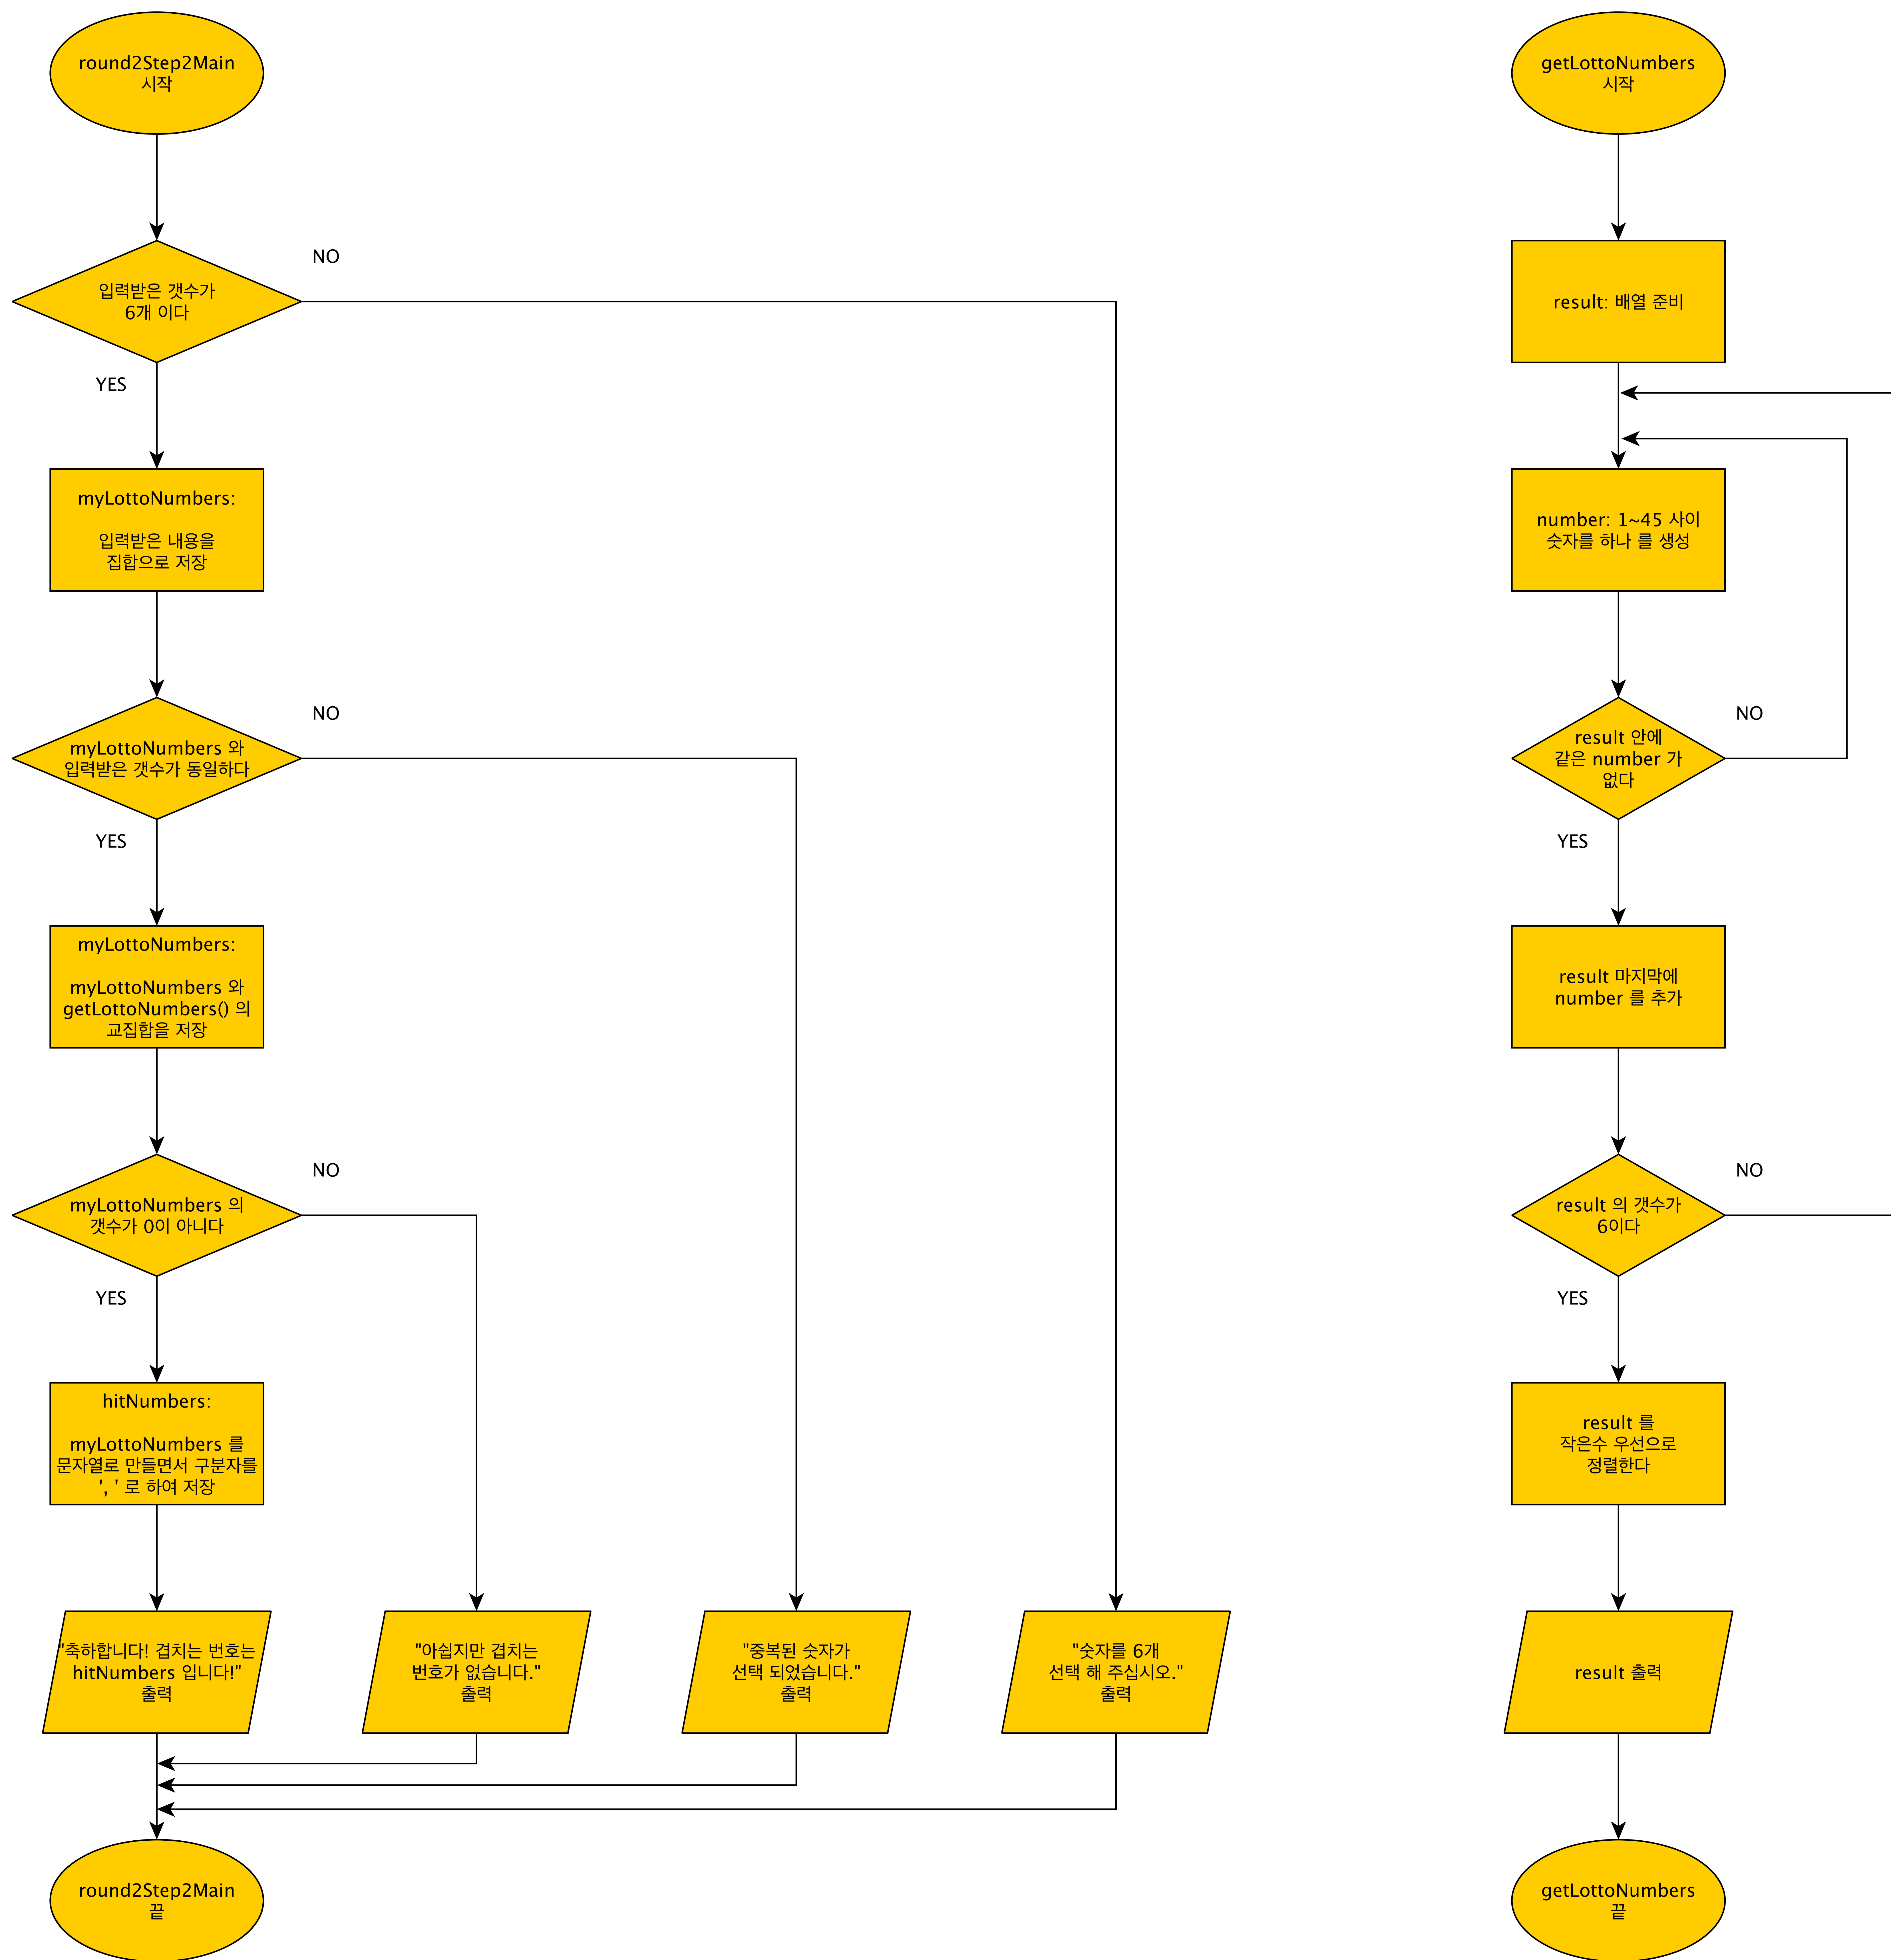 round2Step2Main
시작
NO
입력받은 갯수가
6개 이다
YES
myLottoNumbers:
입력받은 내용을
집합으로 저장
NO
myLottoNumbers 와
입력받은 갯수가 동일하다
YES
myLottoNumbers:
myLottoNumbers 와
getLottoNumbers() 의
교집합을 저장
NO
myLottoNumbers 의
갯수가 0이 아니다
YES
hitNumbers:
myLottoNumbers 를
문자열로 만들면서 구분자를
', ' 로 하여 저장
"축하합니다! 겹치는 번호는
hitNumbers 입니다!"
출력
"아쉽지만 겹치는
번호가 없습니다."
출력
"중복된 숫자가
선택 되었습니다."
출력
"숫자를 6개
선택 해 주십시오."
출력
round2Step2Main
끝
getLottoNumbers
시작
result: 배열 준비
number: 1~45 사이
숫자를 하나 를 생성
NO
result 안에
같은 number 가
없다
YES
result 마지막에
number 를 추가
NO
result 의 갯수가
6이다
YES
result 를
작은수 우선으로
정렬한다
result 출력
getLottoNumbers
끝